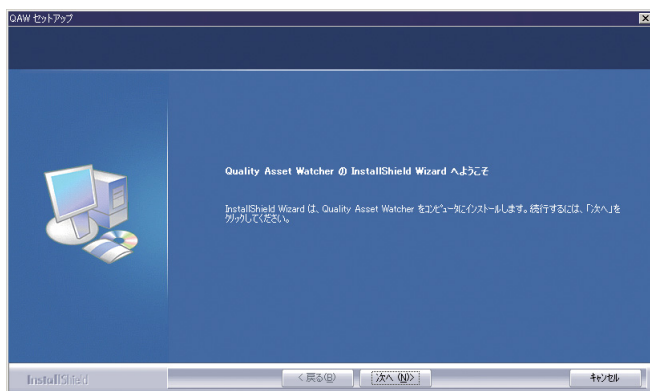 QAW セットアップ
Quality Asset Watcher の InstallShield Wizard へようこそ
InstallShield Wizard は、Quality Asset Watcher をｺﾝﾋﾟｭｰﾀにインストールします。続行するには、「次へ」を
ｸﾘｯｸしてください。
InstallShield
< 戻る(B)
次へ (N)>
ｷｬﾝｾﾙ